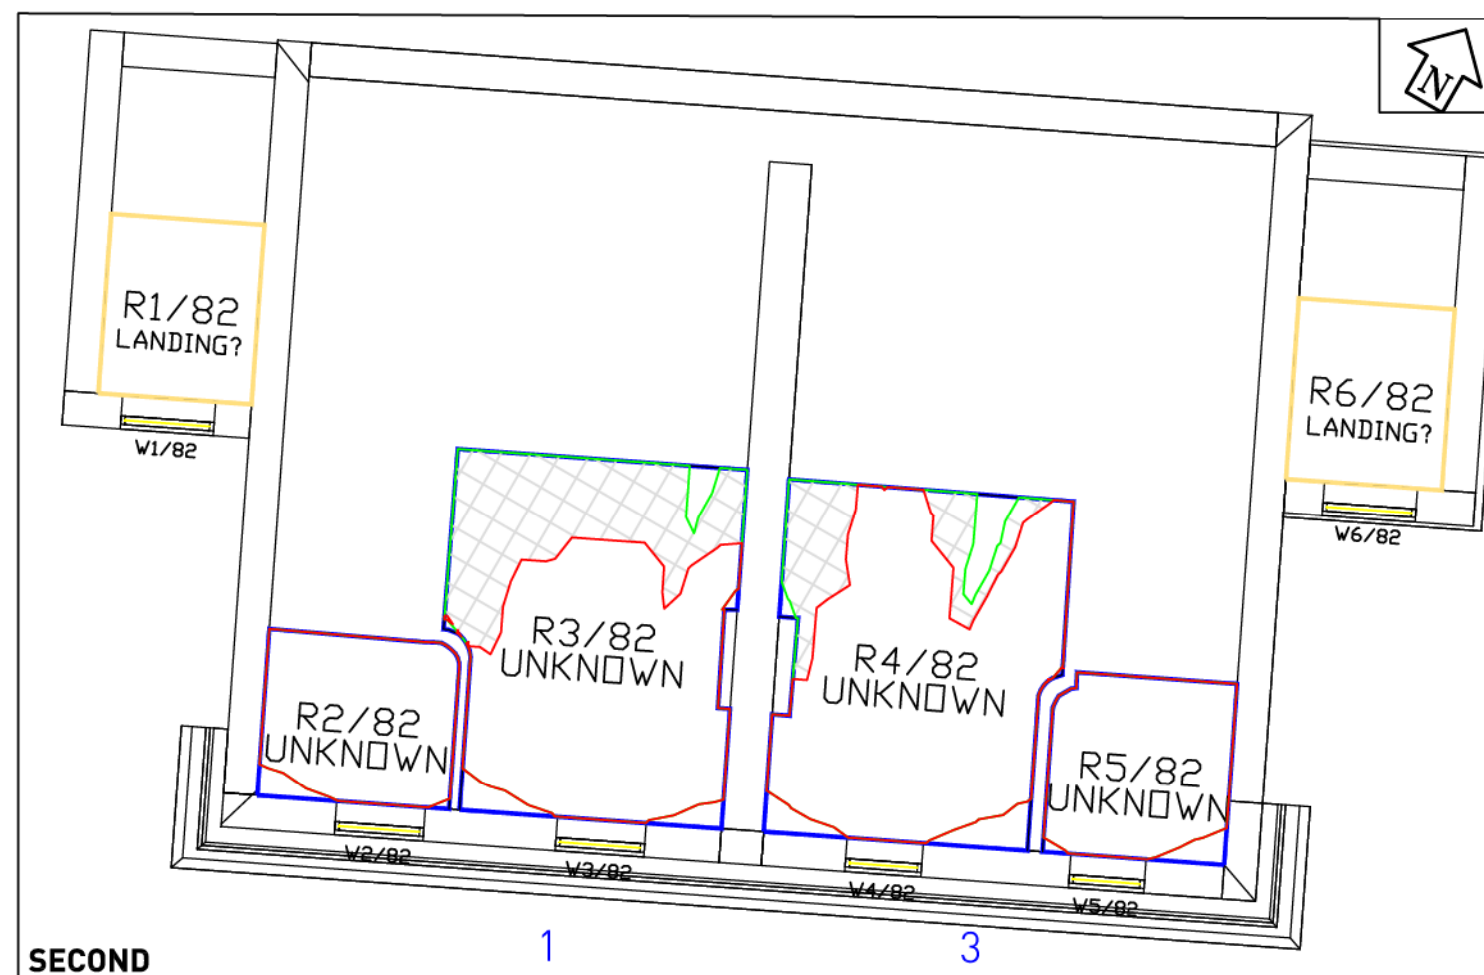 N
R1/82
LANDING?
W1/82
R6/82
LANDING?
W6/82
R3/82
UNKNOWN
R4/82
UNKNOWN
R2/82
UNKNOWN
R5/82
UNKNOWN
W2/82
W3/82
W4/82
W5/82
1
3
SECOND